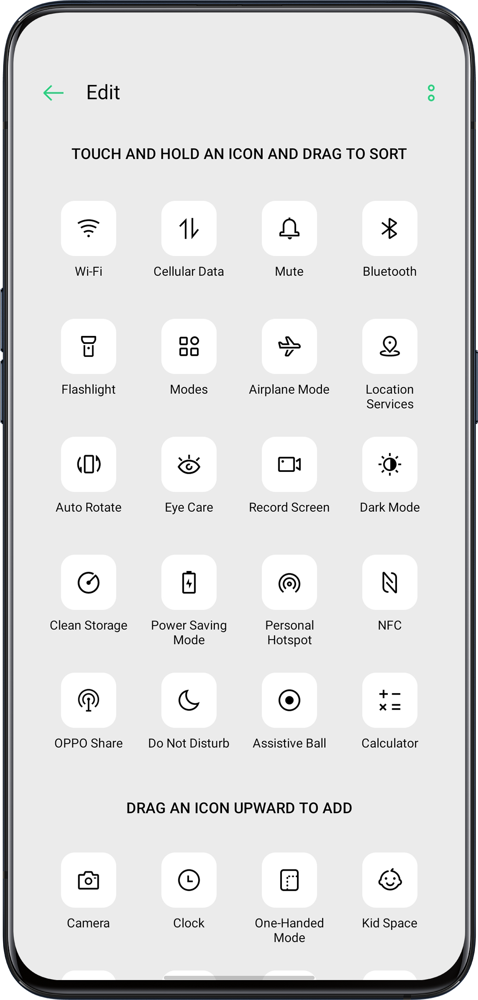 Edit
TOUCH AND HOLD AN ICON AND DRAG TO SORT
Wi-Fi
Cellular Data
Mute
Bluetooth
Flashlight
Modes
Airplane Mode
Location
Services
Auto Rotate
Eye Care
Record Screen
Dark Mode
Clean Storage
Power Saving
Mode
Personal
Hotspot
NFC
OPPO Share
Do Not Disturb
Assistive Ball
Calculator
DRAG AN ICON UPWARD TO ADD
Camera
Clock
One-Handed
Mode
Kid Space